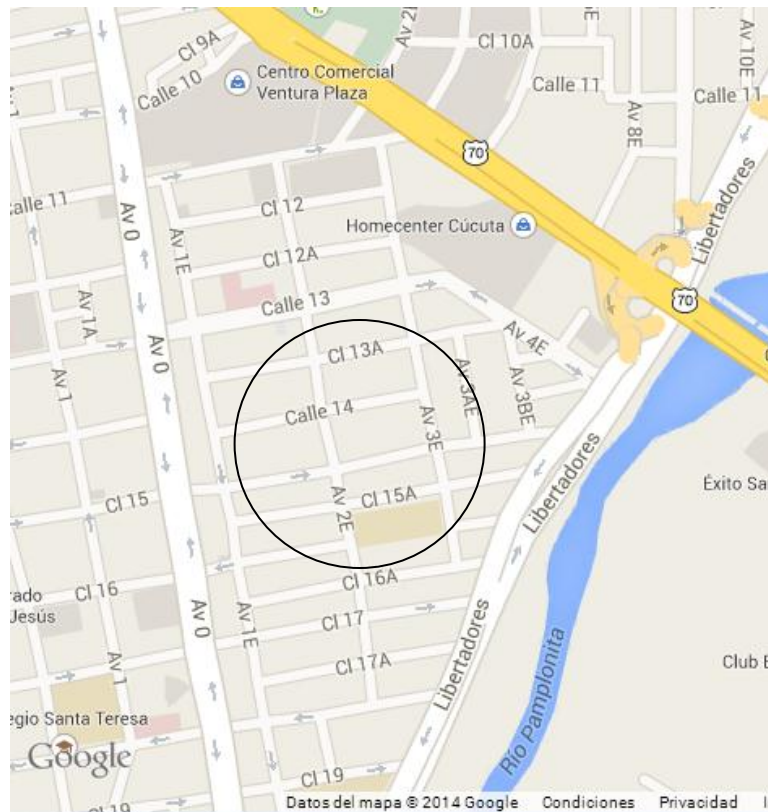 Cl 9A
Av 2E
Cl 10A
Av 10E
Calle 10
Centro Comercial
Ventura Plaza
Calle 11
Calle 11
Av 8E
70
Libertadores
Calle 11
Cl 12
Av 0
Homecenter Cúcuta
Av 1E
Cl 12A
Calle 13
70
Av 1A
Av 0
Av 4E
Cl 13A
Av 1
Av 3AE
Av 3BE
Calle 14
Av 3E
Libertadores
Éxito Sa
Cl 15
Cl 15A
Av 2E
Cl 16
Cl 16A
rado
Jesús
Av 0
Av 1E
Cl 17
Libertadores
Río Pamplonita
Cl 17A
Club E
Av 1
egio Santa Teresa
Google
Cl 19
Cl 19
Datos del mapa © 2014 Google Condiciones Privacidad